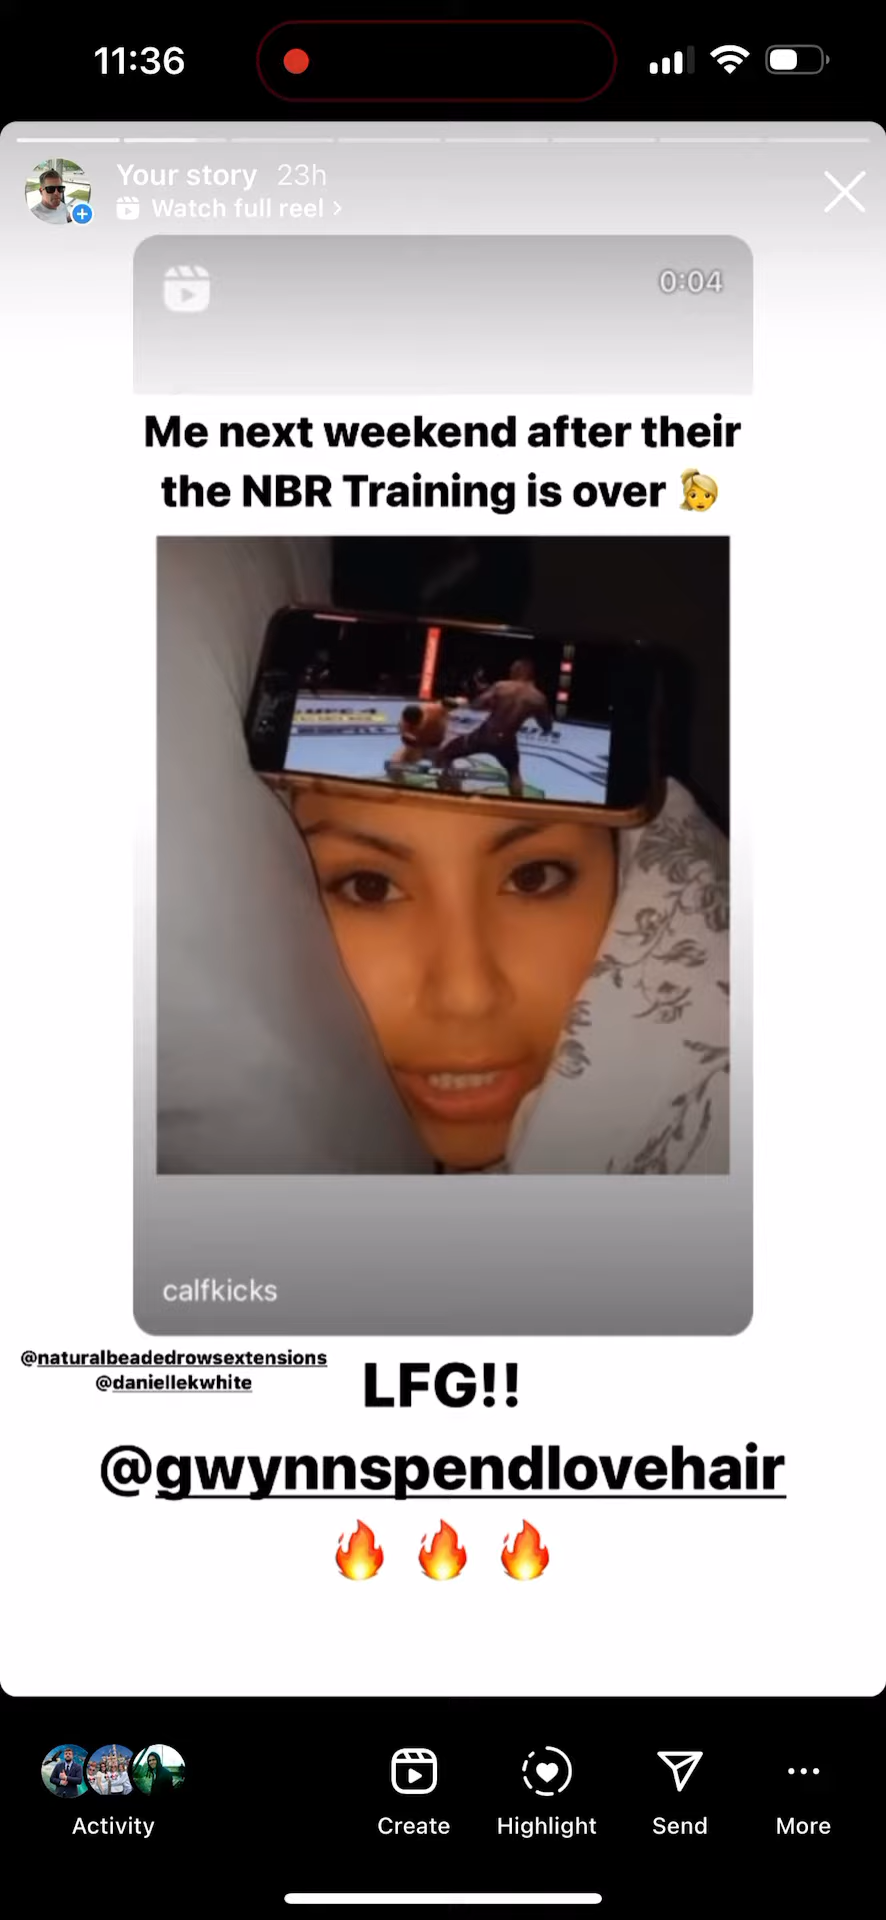 11:36
Your story 23h
Watch full reel >
0:04
Me next weekend after their
the NBR Training is over 💁‍♀️
calfkicks
@naturalbeadedrowsextensions
@daniellekwhite
LFG!!
@gwynnspendlovehair
🔥 🔥 🔥
Activity
Create
Highlight
Send
More